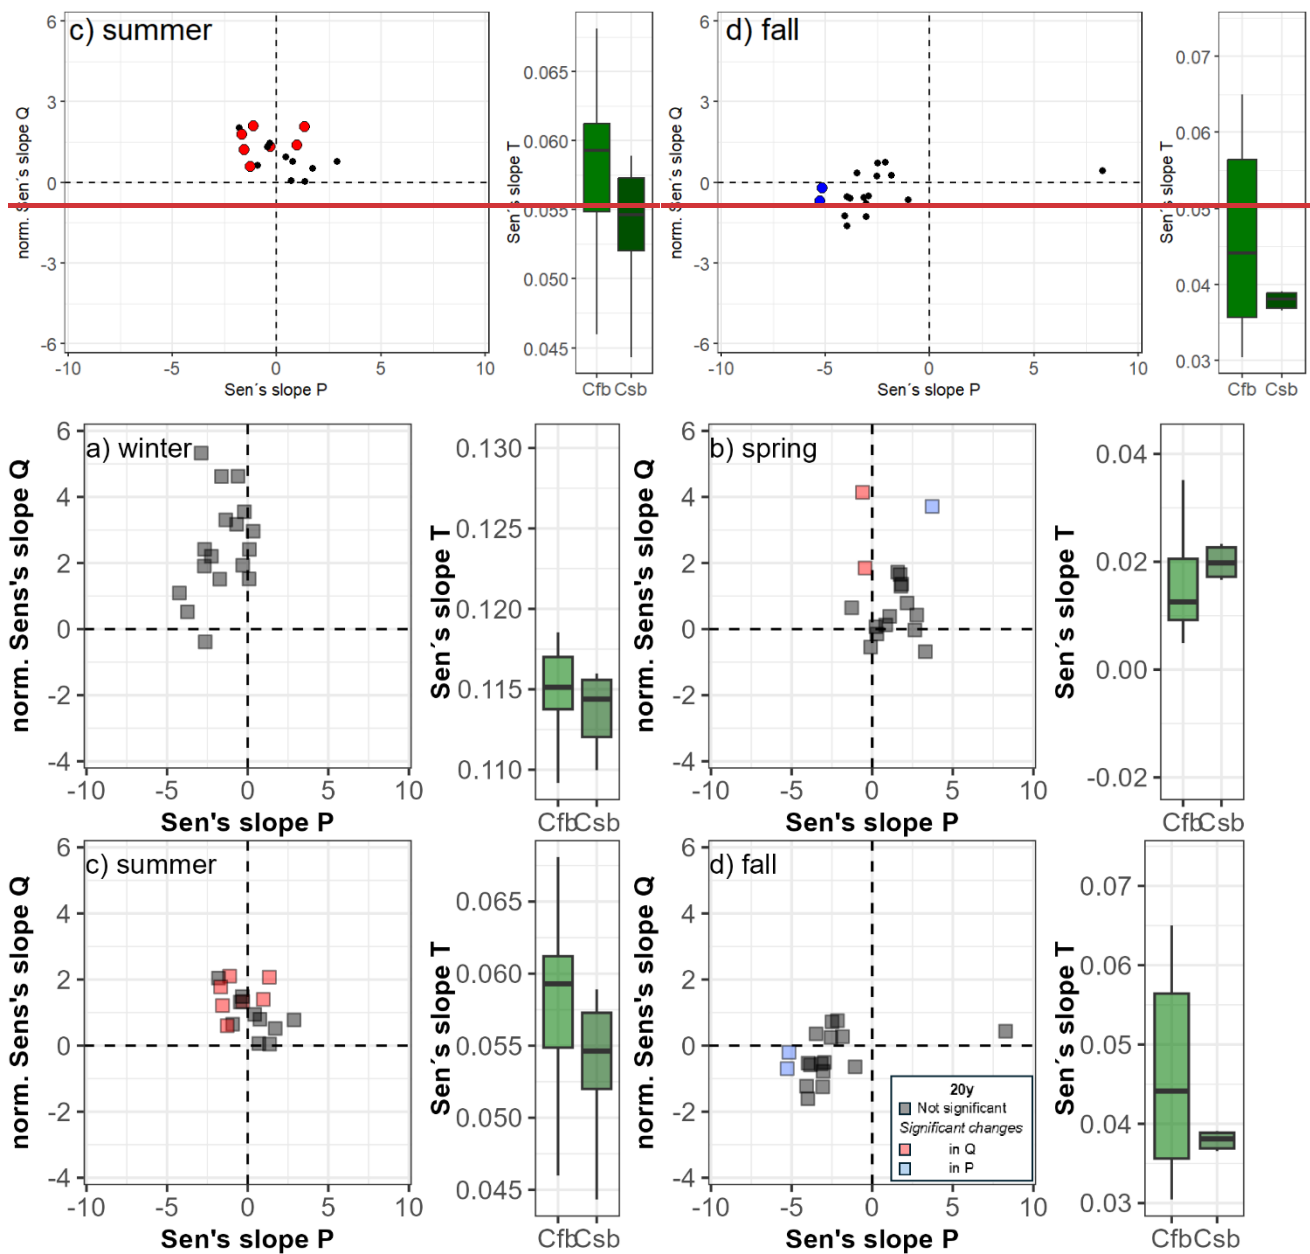 c) summer
6
3
0
-3
-6
norm. Sen's slope Q
-10
-5
0
5
10
Sen´s slope P
0.065
0.060
0.055
0.050
0.045
Sen´s slope T
Cfb Csb
d) fall
6
3
0
-3
-6
norm. Sen's slope Q
-10
-5
0
5
10
Sen´s slope P
0.07
0.06
0.05
0.04
0.03
Sen´s slope T
Cfb Csb
a) winter
6
4
2
0
-2
-4
norm. Sens's slope Q
-10
-5
0
5
10
Sen's slope P
0.130
0.125
0.120
0.115
0.110
Sen´s slope T
Cfb Csb
b) spring
6
4
2
0
-2
-4
norm. Sens's slope Q
-10
-5
0
5
10
Sen's slope P
0.04
0.02
0.00
-0.02
Sen´s slope T
Cfb Csb
c) summer
6
4
2
0
-2
-4
norm. Sens's slope Q
-10
-5
0
5
10
Sen's slope P
0.065
0.060
0.055
0.050
0.045
Sen´s slope T
Cfb Csb
d) fall
6
4
2
0
-2
-4
norm. Sens's slope Q
-10
-5
0
5
10
Sen's slope P
20y
Not significant
Significant changes
in Q
in P
0.07
0.06
0.05
0.04
0.03
Sen´s slope T
Cfb Csb